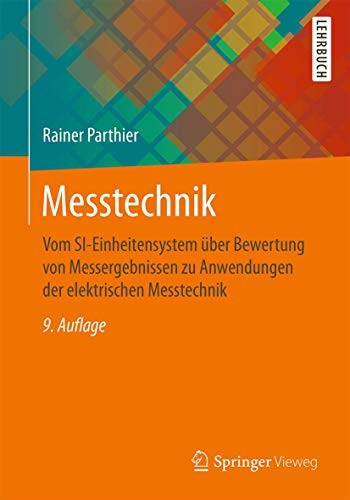 LEHRBUCH
Rainer Parthier
Messtechnik
Vom SI-Einheitensystem über Bewertung
von Messergebnissen zu Anwendungen
der elektrischen Messtechnik
9. Auflage
Springer Vieweg